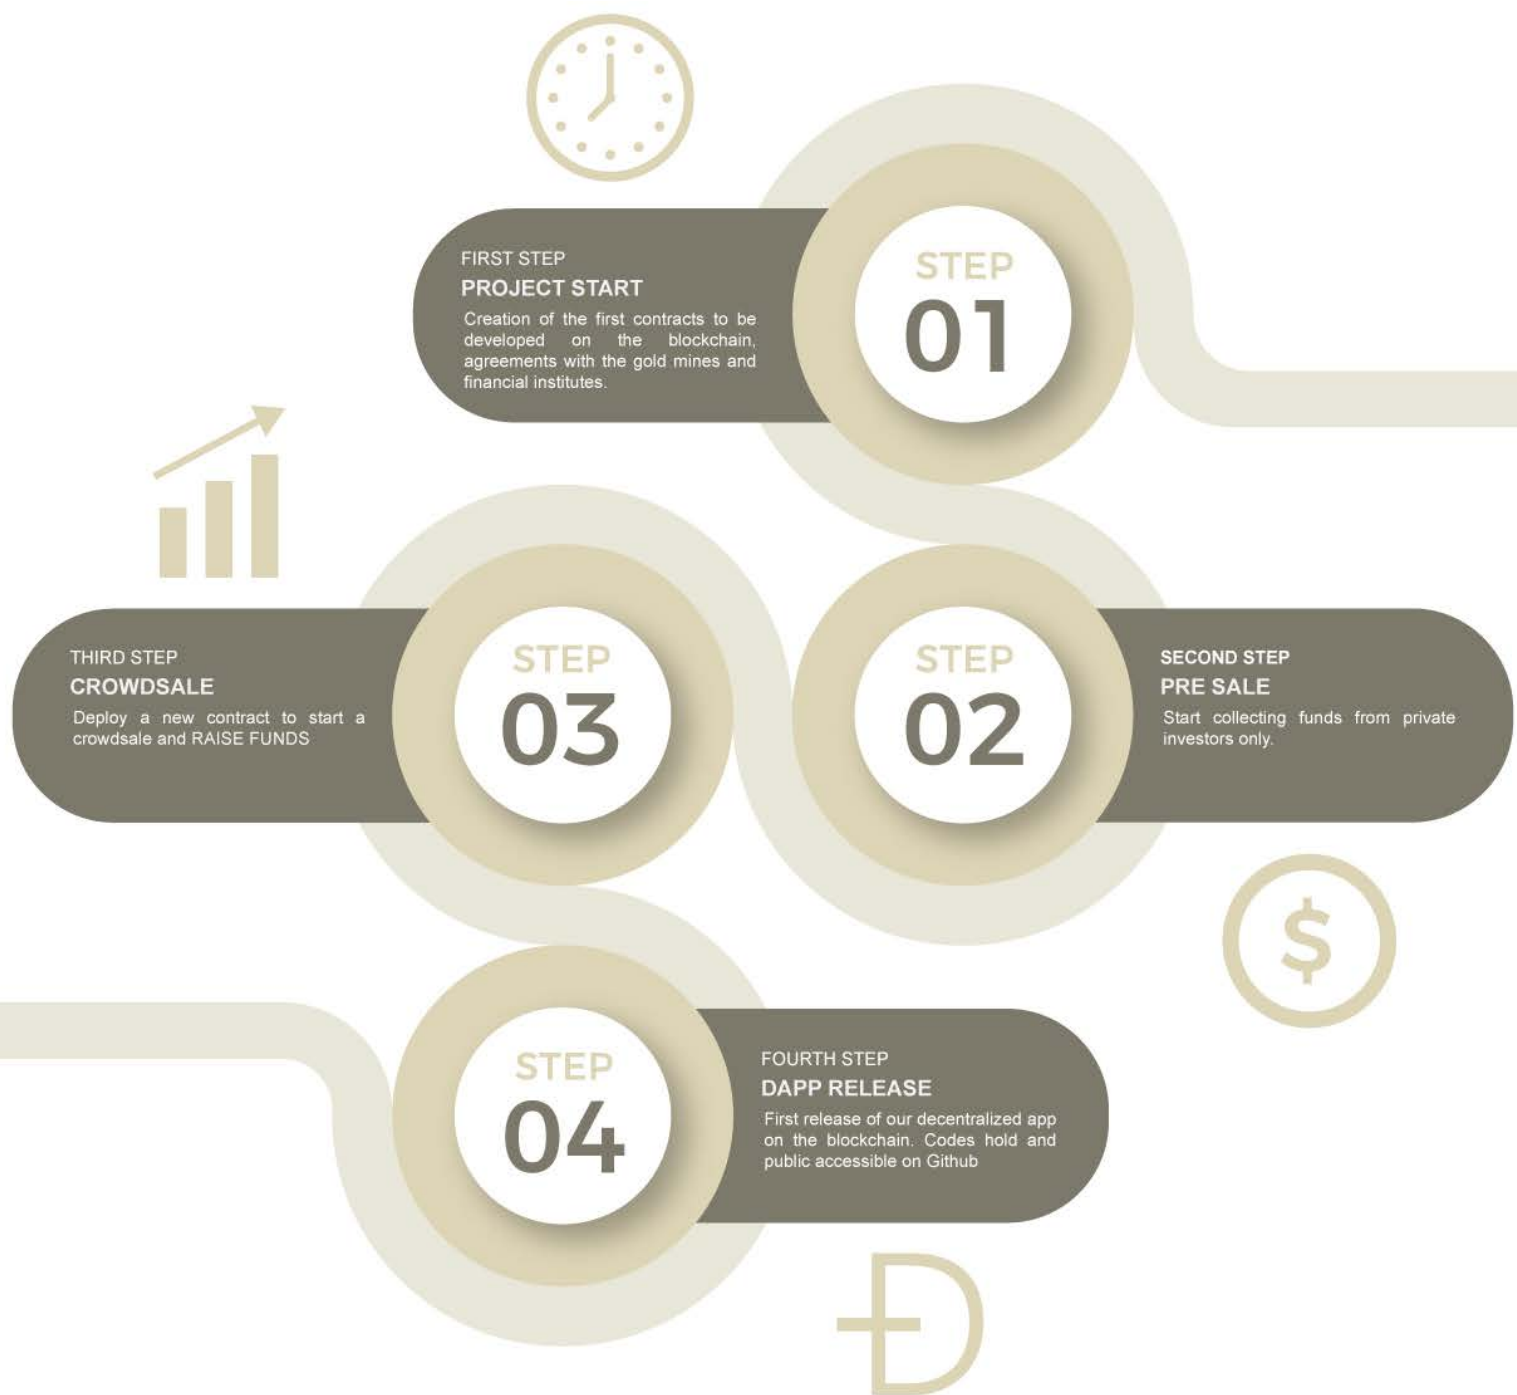 FIRST STEP
PROJECT START
Creation of the first contracts to be
developed on the blockchain,
agreements with the gold mines and
financial institutes.
STEP
01
STEP
02
SECOND STEP
PRE SALE
Start collecting funds from private
investors only.
THIRD STEP
CROWDSALE
Deploy a new contract to start a
crowdsale and RAISE FUNDS
STEP
03
$
STEP
04
FOURTH STEP
DAPP RELEASE
First release of our decentralized app
on the blockchain. Codes hold and
public accessible on Github
Đ